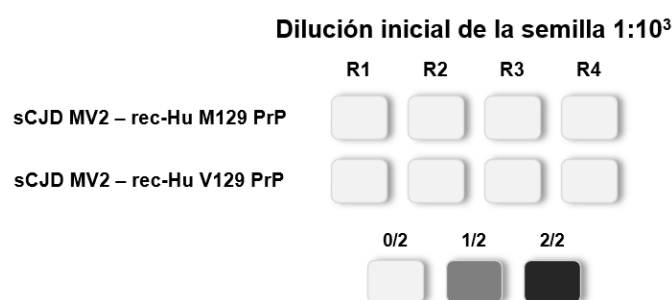 Dilución inicial de la semilla 1:10³
R1 R2 R3 R4
sCJD MV2 – rec-Hu M129 PrP
sCJD MV2 – rec-Hu V129 PrP
0/2 1/2 2/2